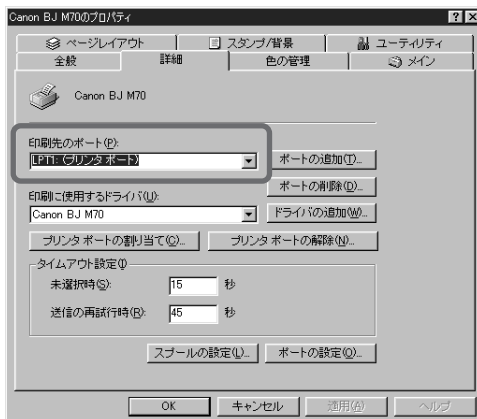 Canon BJ M70のプロパティ
ページレイアウト スタンプ/背景 ユーティリティ
全般 詳細 色の管理 メイン
Canon BJ M70
印刷先のポート(P):
LPT1: (プリンタ ポート) ポートの追加(T)...
ポートの削除(D)...
印刷に使用するドライバ(U):
Canon BJ M70 ドライバの追加(W)...
プリンタ ポートの割り当て(C)... プリンタ ポートの解除(N)...
タイムアウト設定
未選択時(S): 15 秒
送信の再試行時(R): 45 秒
スプールの設定(L)... ポートの設定(O)...
OK キャンセル 適用(A) ヘルプ